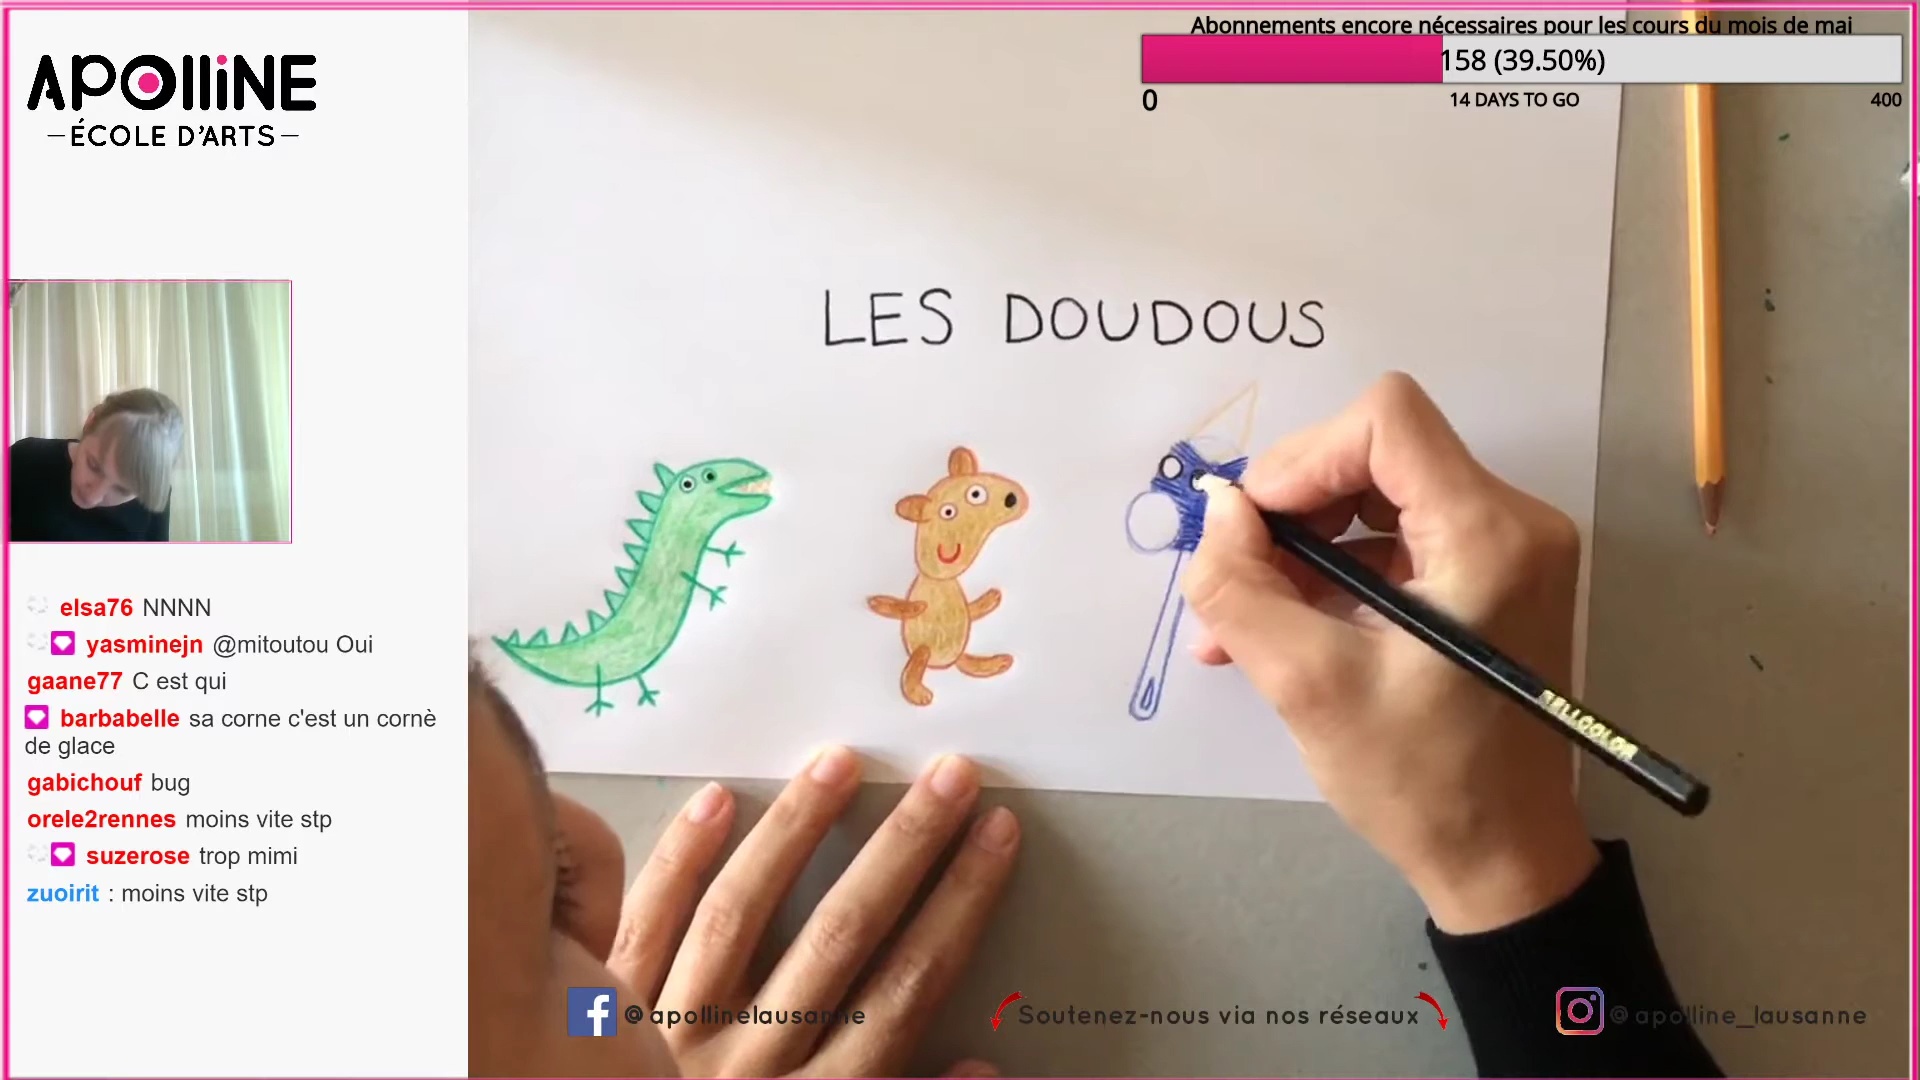 APOLLINE
–ÉCOLE D'ARTS–
Abonnements encore nécessaires pour les cours du mois de mai
158 (39.50%)
0
14 DAYS TO GO
400
LES DOUDOUS
elsa76 NNNN
yasminejn @mitoutou Oui
gaane77 C est qui
barbabelle sa corne c'est un cornè
de glace
gabichouf bug
orele2rennes moins vite stp
suzerose trop mimi
zuoirit : moins vite stp
@apollinelausanne
Soutenez-nous via nos réseaux
@apolline_lausanne